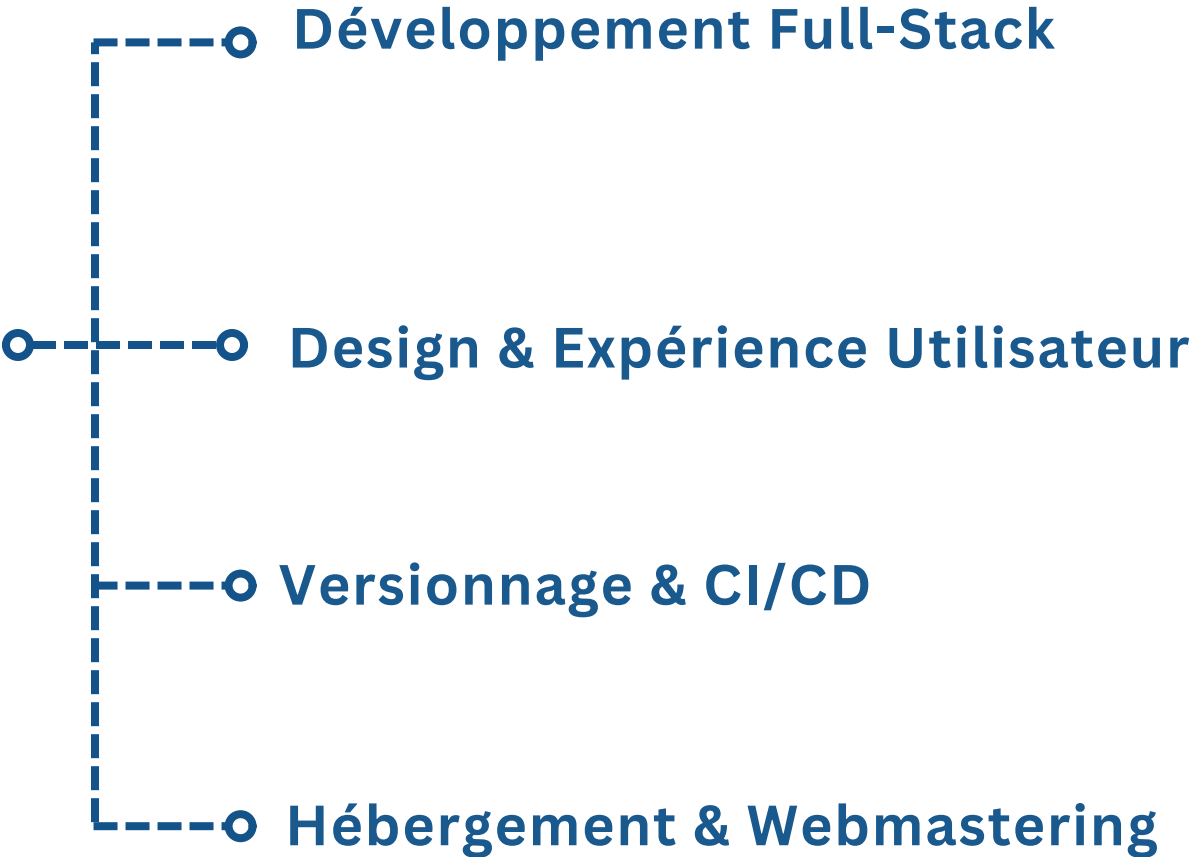 Développement Full-Stack
Design & Expérience Utilisateur
Versionnage & CI/CD
Hébergement & Webmastering